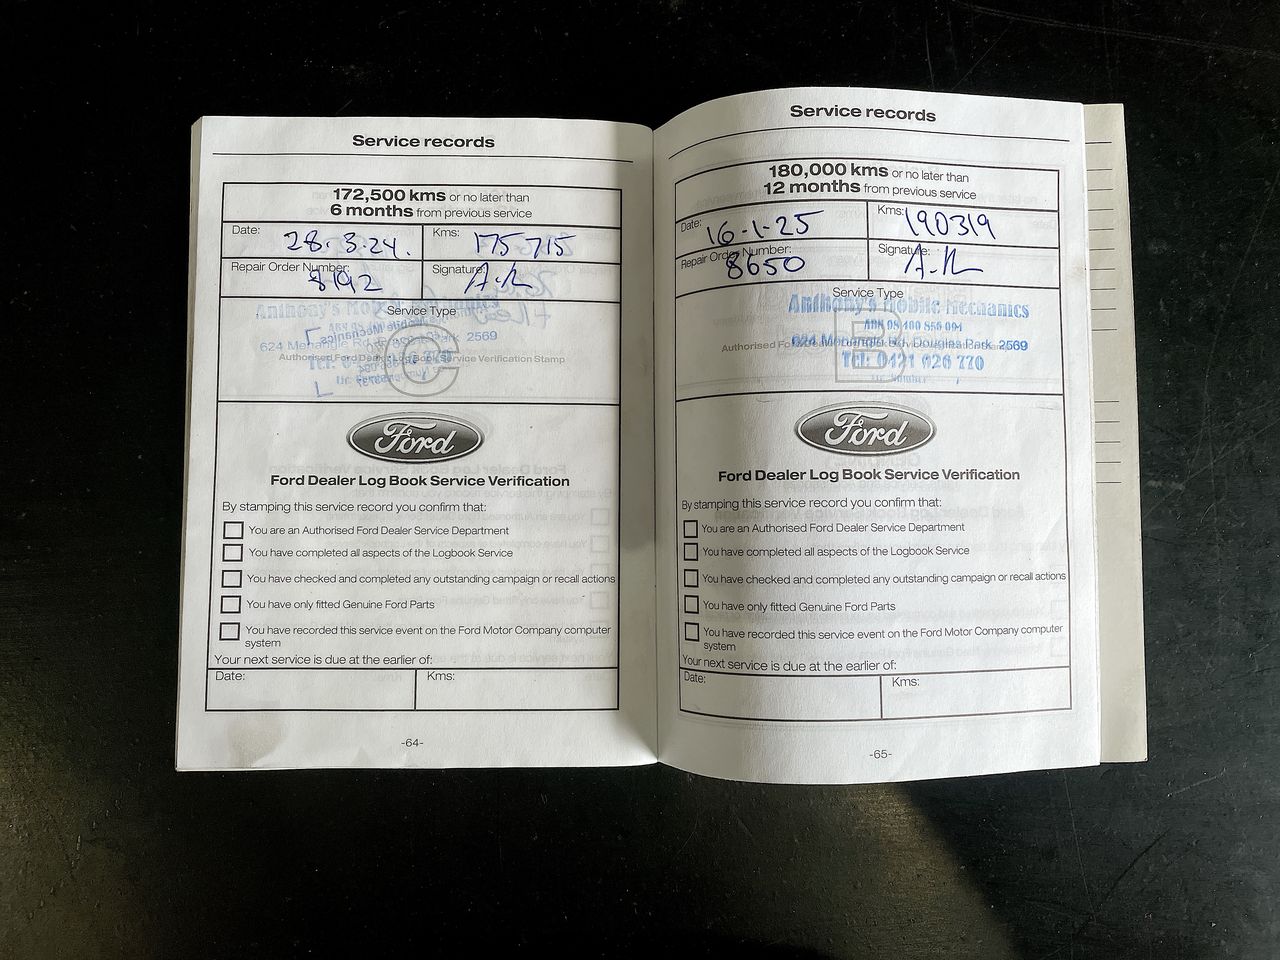 Service records
172,500 kms or no later than
6 months from previous service
Date: 28.3.24. Kms: 175715
Repair Order Number: 8192 Signature: A.R
Service Type
Anthony's Mobile Mechanics
2569
Authorised Ford Dealer Log Book Service Verification Stamp
C
Ford
Ford Dealer Log Book Service Verification
By stamping this service record you confirm that:
You are an Authorised Ford Dealer Service Department
You have completed all aspects of the Logbook Service
You have checked and completed any outstanding campaign or recall actions
You have only fitted Genuine Ford Parts
You have recorded this service event on the Ford Motor Company computer
system
Your next service is due at the earlier of:
Date: Kms:
-64-
Service records
180,000 kms or no later than
12 months from previous service
Date: 16-1-25 Kms: 190319
Repair Order Number: 8650 Signature: A.R
Service Type
Anthony's Mobile Mechanics
ABN 98 400 856 094
624 Menangle Rd, Douglas Park 2569
Tel: 0421 026 770
B
Ford
Ford Dealer Log Book Service Verification
By stamping this service record you confirm that:
You are an Authorised Ford Dealer Service Department
You have completed all aspects of the Logbook Service
You have checked and completed any outstanding campaign or recall actions
You have only fitted Genuine Ford Parts
You have recorded this service event on the Ford Motor Company computer
system
Your next service is due at the earlier of:
Date: Kms:
-65-